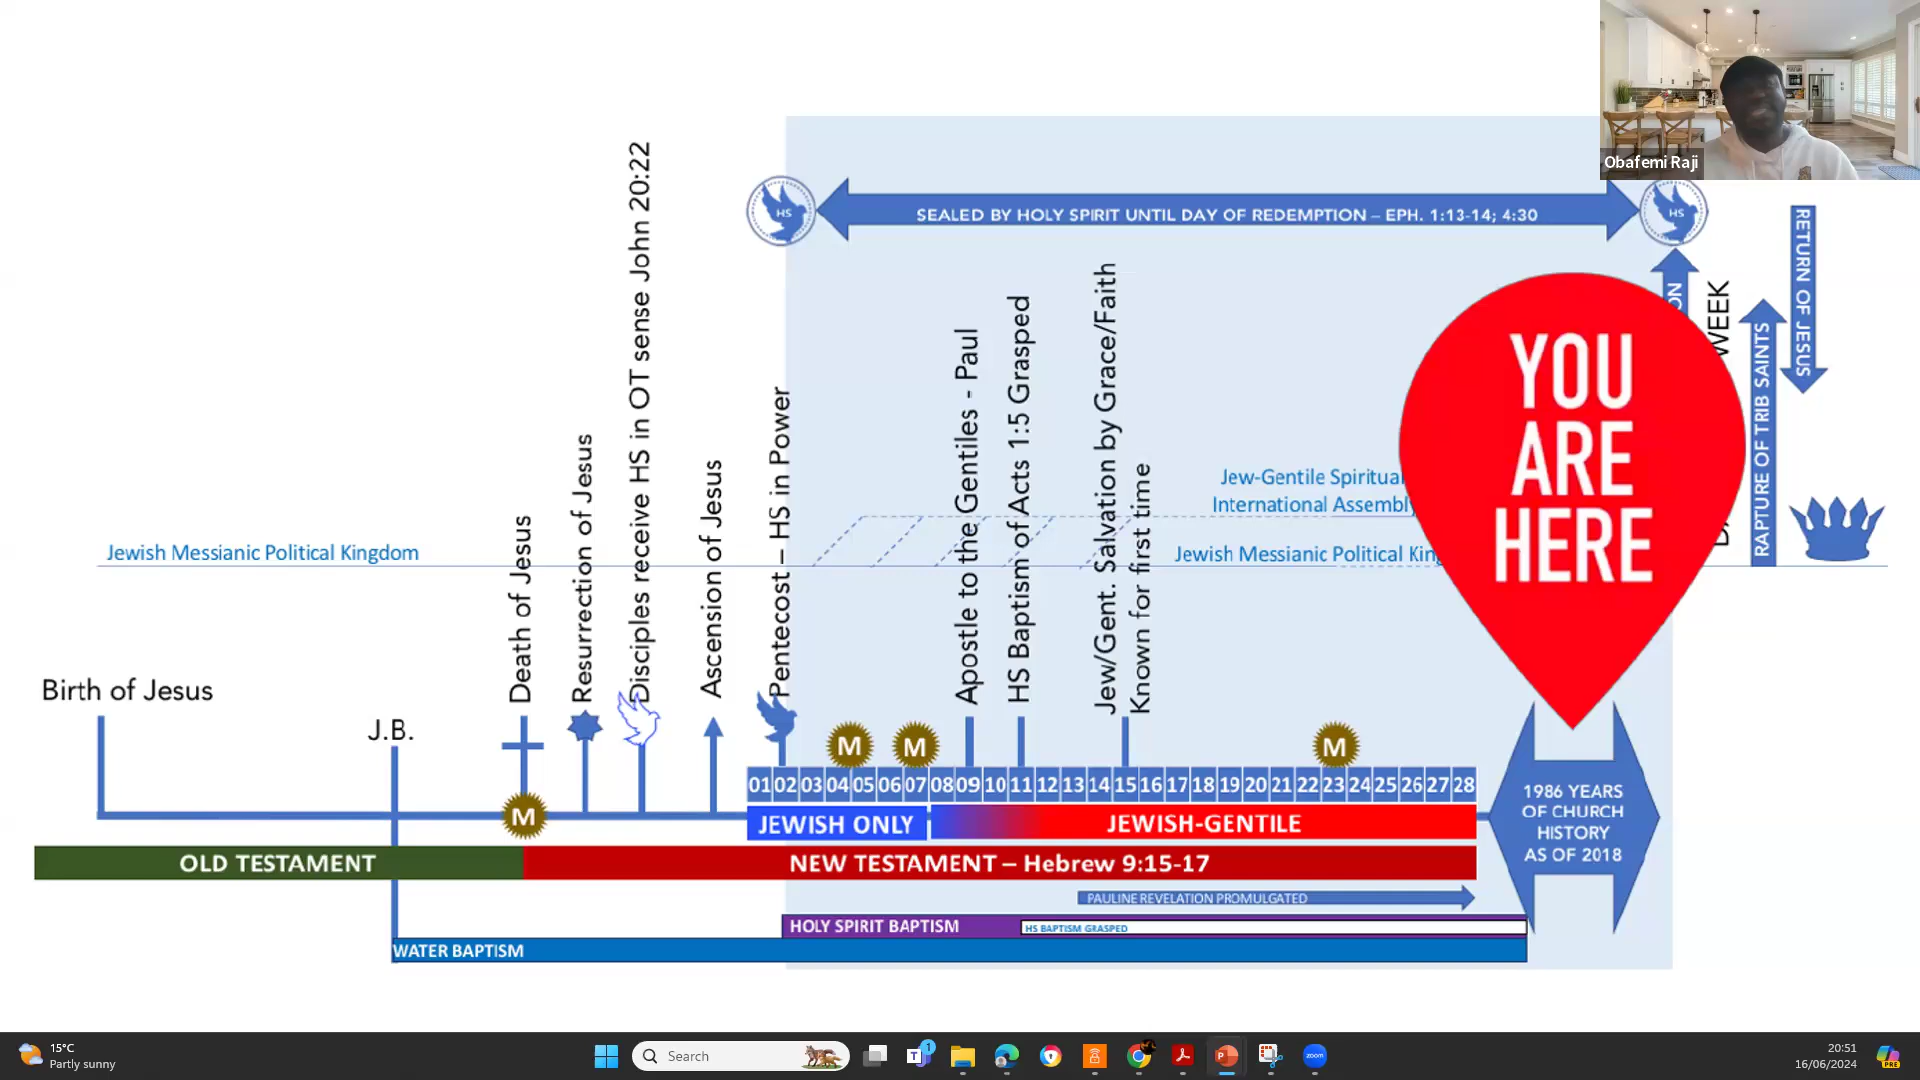 Obafemi Raji
HS
SEALED BY HOLY SPIRIT UNTIL DAY OF REDEMPTION – EPH. 1:13-14; 4:30
HS
RETURN OF JESUS
ON
WEEK
RAPTURE OF TRIB SAINTS
YOU
ARE
HERE
Jew-Gentile Spiritual
International Assembly
Jewish Messianic Political Kingdom
Jewish Messianic Political King
Birth of Jesus
J.B.
Death of Jesus
Resurrection of Jesus
Disciples receive HS in OT sense John 20:22
Ascension of Jesus
Pentecost – HS in Power
Apostle to the Gentiles - Paul
HS Baptism of Acts 1:5 Grasped
Jew/Gent. Salvation by Grace/Faith
Known for first time
M
M
M
M
01 02 03 04 05 06 07 08 09 10 11 12 13 14 15 16 17 18 19 20 21 22 23 24 25 26 27 28
JEWISH ONLY
JEWISH-GENTILE
OLD TESTAMENT
NEW TESTAMENT – Hebrew 9:15-17
PAULINE REVELATION PROMULGATED
HOLY SPIRIT BAPTISM
HS BAPTISM GRASPED
WATER BAPTISM
1986 YEARS
OF CHURCH
HISTORY
AS OF 2018
15°C
Partly sunny
Search
1
zoom
20:51
16/06/2024
PRE